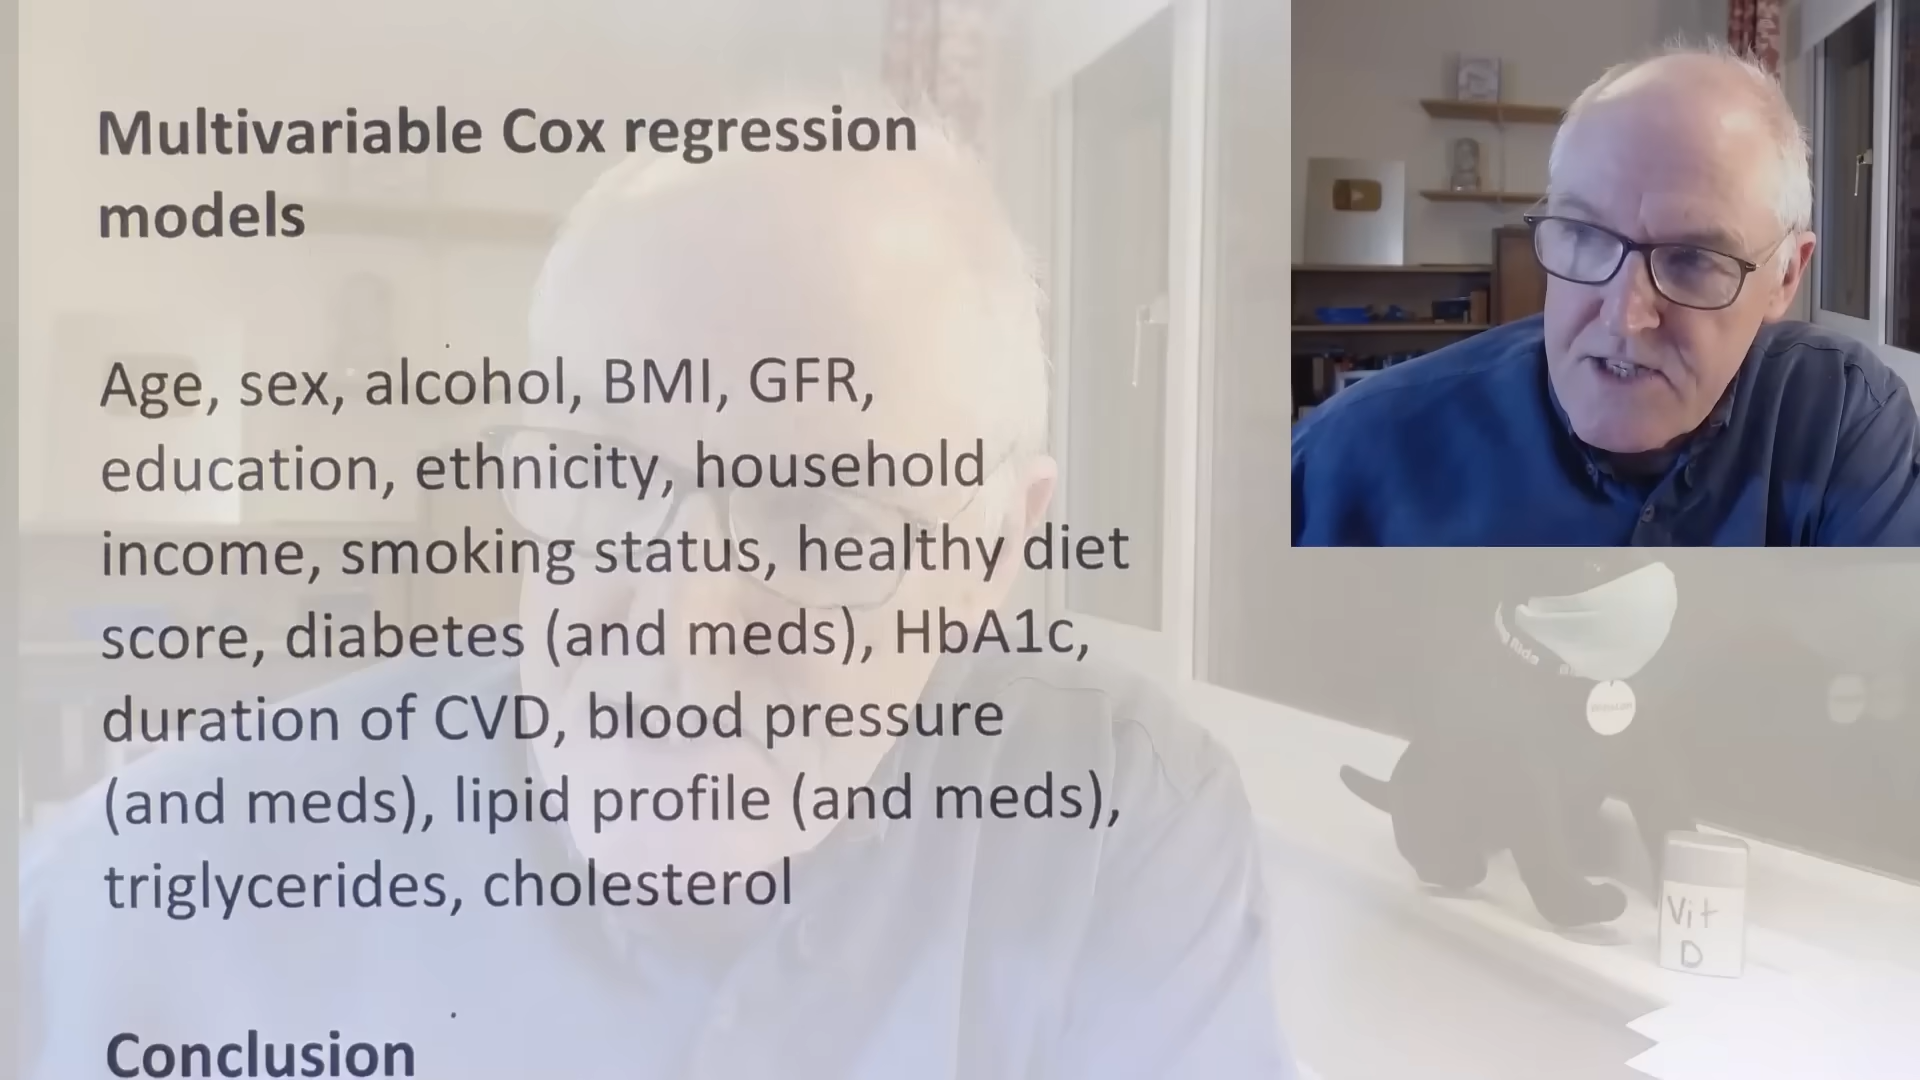 Multivariable Cox regression
models
Age, sex, alcohol, BMI, GFR,
education, ethnicity, household
income, smoking status, healthy diet
score, diabetes (and meds), HbA1c,
duration of CVD, blood pressure
(and meds), lipid profile (and meds),
triglycerides, cholesterol
Conclusion
Vit
D